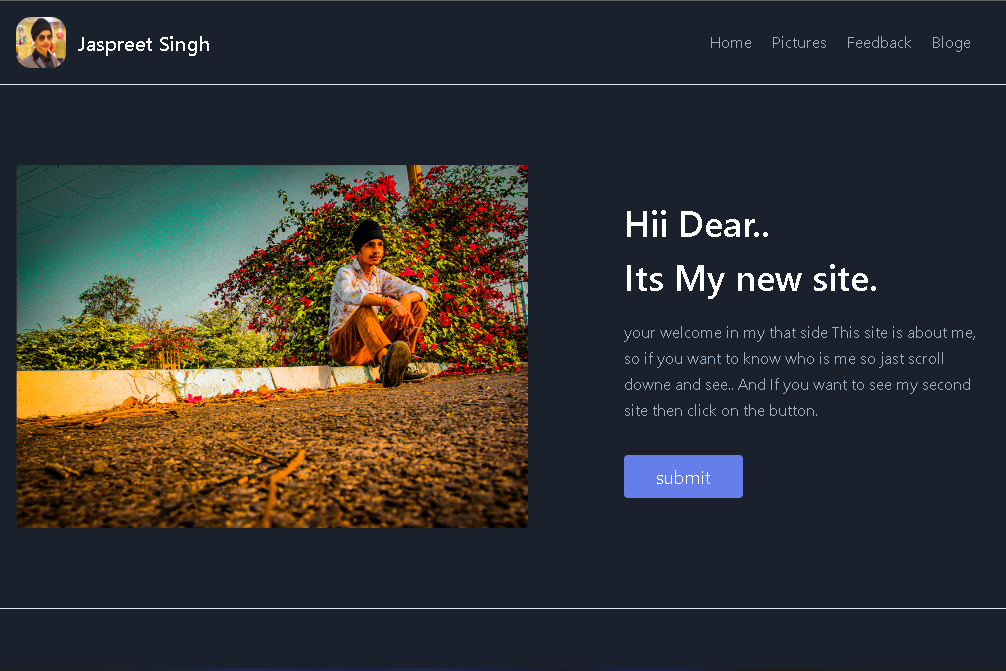 Jaspreet Singh
Home Pictures Feedback Bloge
Hii Dear..
Its My new site.
your welcome in my that side This site is about me,
so if you want to know who is me so jast scroll
downe and see.. And If you want to see my second
site then click on the button.
submit